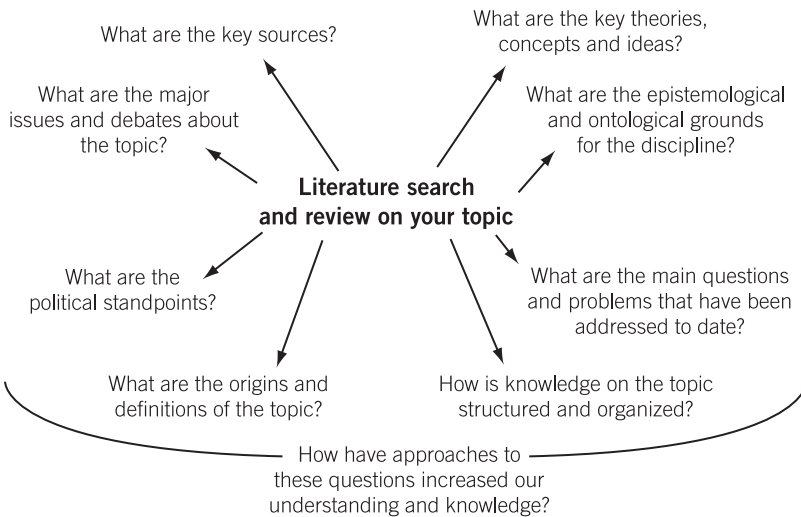 What are the key sources?
What are the key theories,
concepts and ideas?
What are the major
issues and debates about
the topic?
What are the epistemological
and ontological grounds
for the discipline?
Literature search
and review on your topic
What are the
political standpoints?
What are the main questions
and problems that have been
addressed to date?
What are the origins and
definitions of the topic?
How is knowledge on the topic
structured and organized?
How have approaches to
these questions increased our
understanding and knowledge?